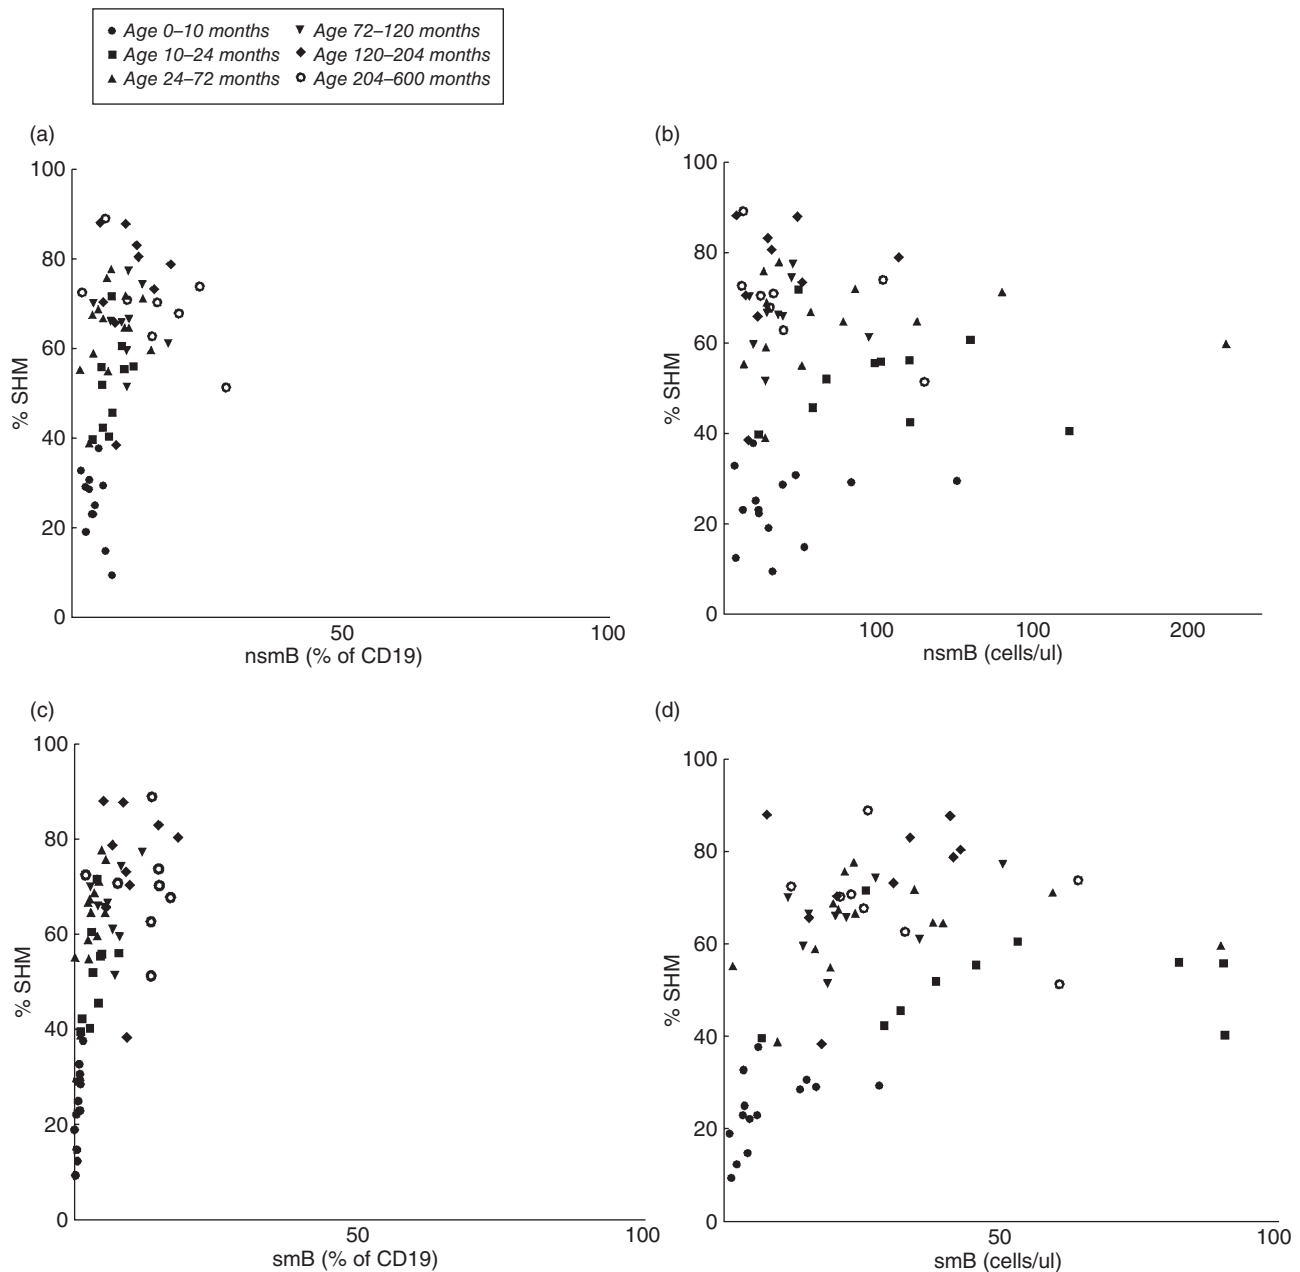 Age 0–10 months
Age 72–120 months
Age 10–24 months
Age 120–204 months
Age 24–72 months
Age 204–600 months
(a)
100
80
60
40
20
0
% SHM
50
100
nsmB (% of CD19)
(b)
100
80
60
40
20
0
% SHM
100
100
200
nsmB (cells/ul)
(c)
100
80
60
40
20
0
% SHM
50
100
smB (% of CD19)
(d)
100
80
60
40
20
0
% SHM
50
100
smB (cells/ul)